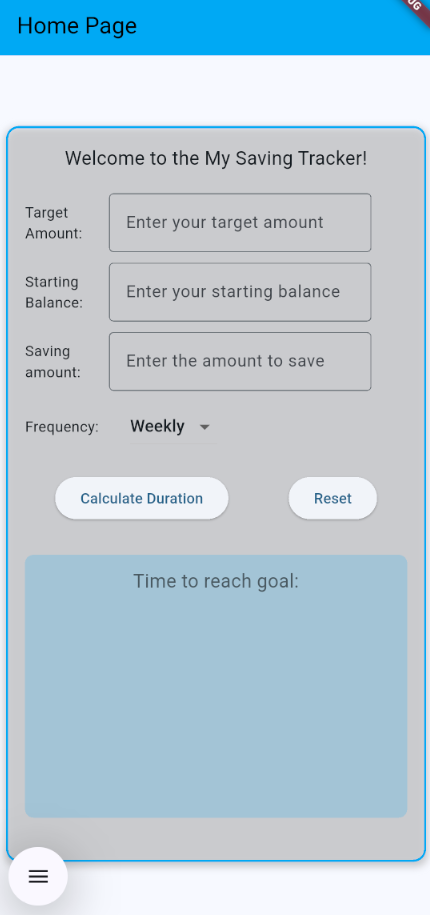 Home Page
UG
Welcome to the My Saving Tracker!
Target
Amount:
Enter your target amount
Starting
Balance:
Enter your starting balance
Saving
amount:
Enter the amount to save
Frequency:
Weekly
Calculate Duration
Reset
Time to reach goal: